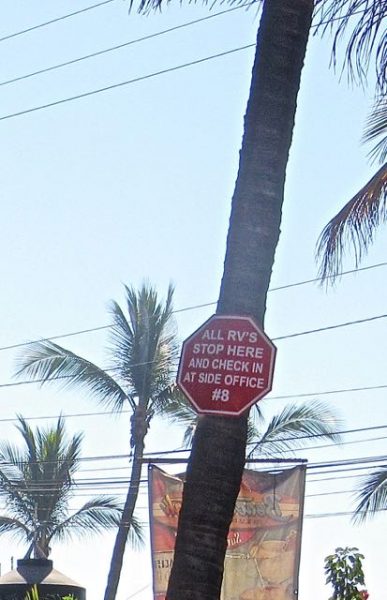 ALL RV'S
STOP HERE
AND CHECK IN
AT SIDE OFFICE
#8